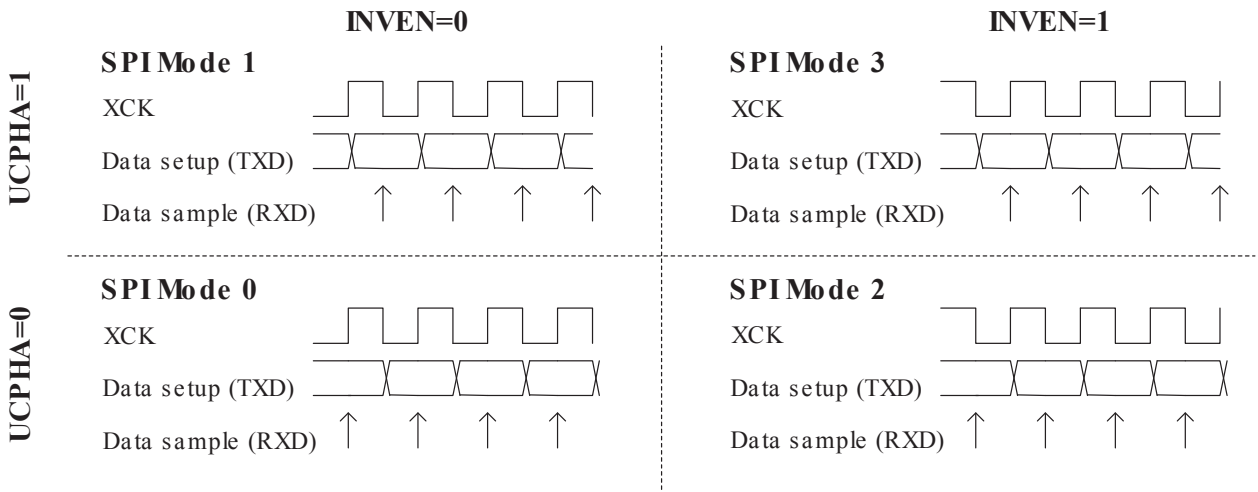 INVEN=0
INVEN=1
UCPHA=1
SPI Mode 1
XCK
Data setup (TXD)
Data sample (RXD)
SPI Mode 3
XCK
Data setup (TXD)
Data sample (RXD)
UCPHA=0
SPI Mode 0
XCK
Data setup (TXD)
Data sample (RXD)
SPI Mode 2
XCK
Data setup (TXD)
Data sample (RXD)